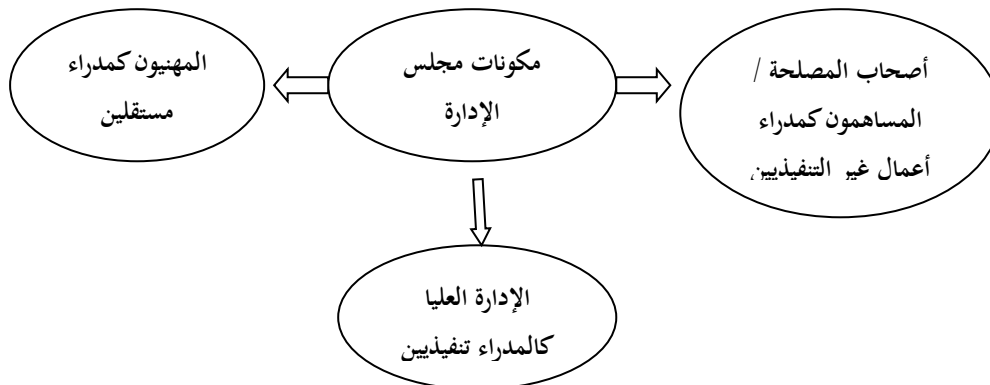 مكونات مجلس
الإدارة
أصحاب المصلحة /
المساهمون كمدراء
أعمال غير التنفيذيين
المهنيون كمدراء
مستقلين
الإدارة العليا
كالمدراء تنفيذيين